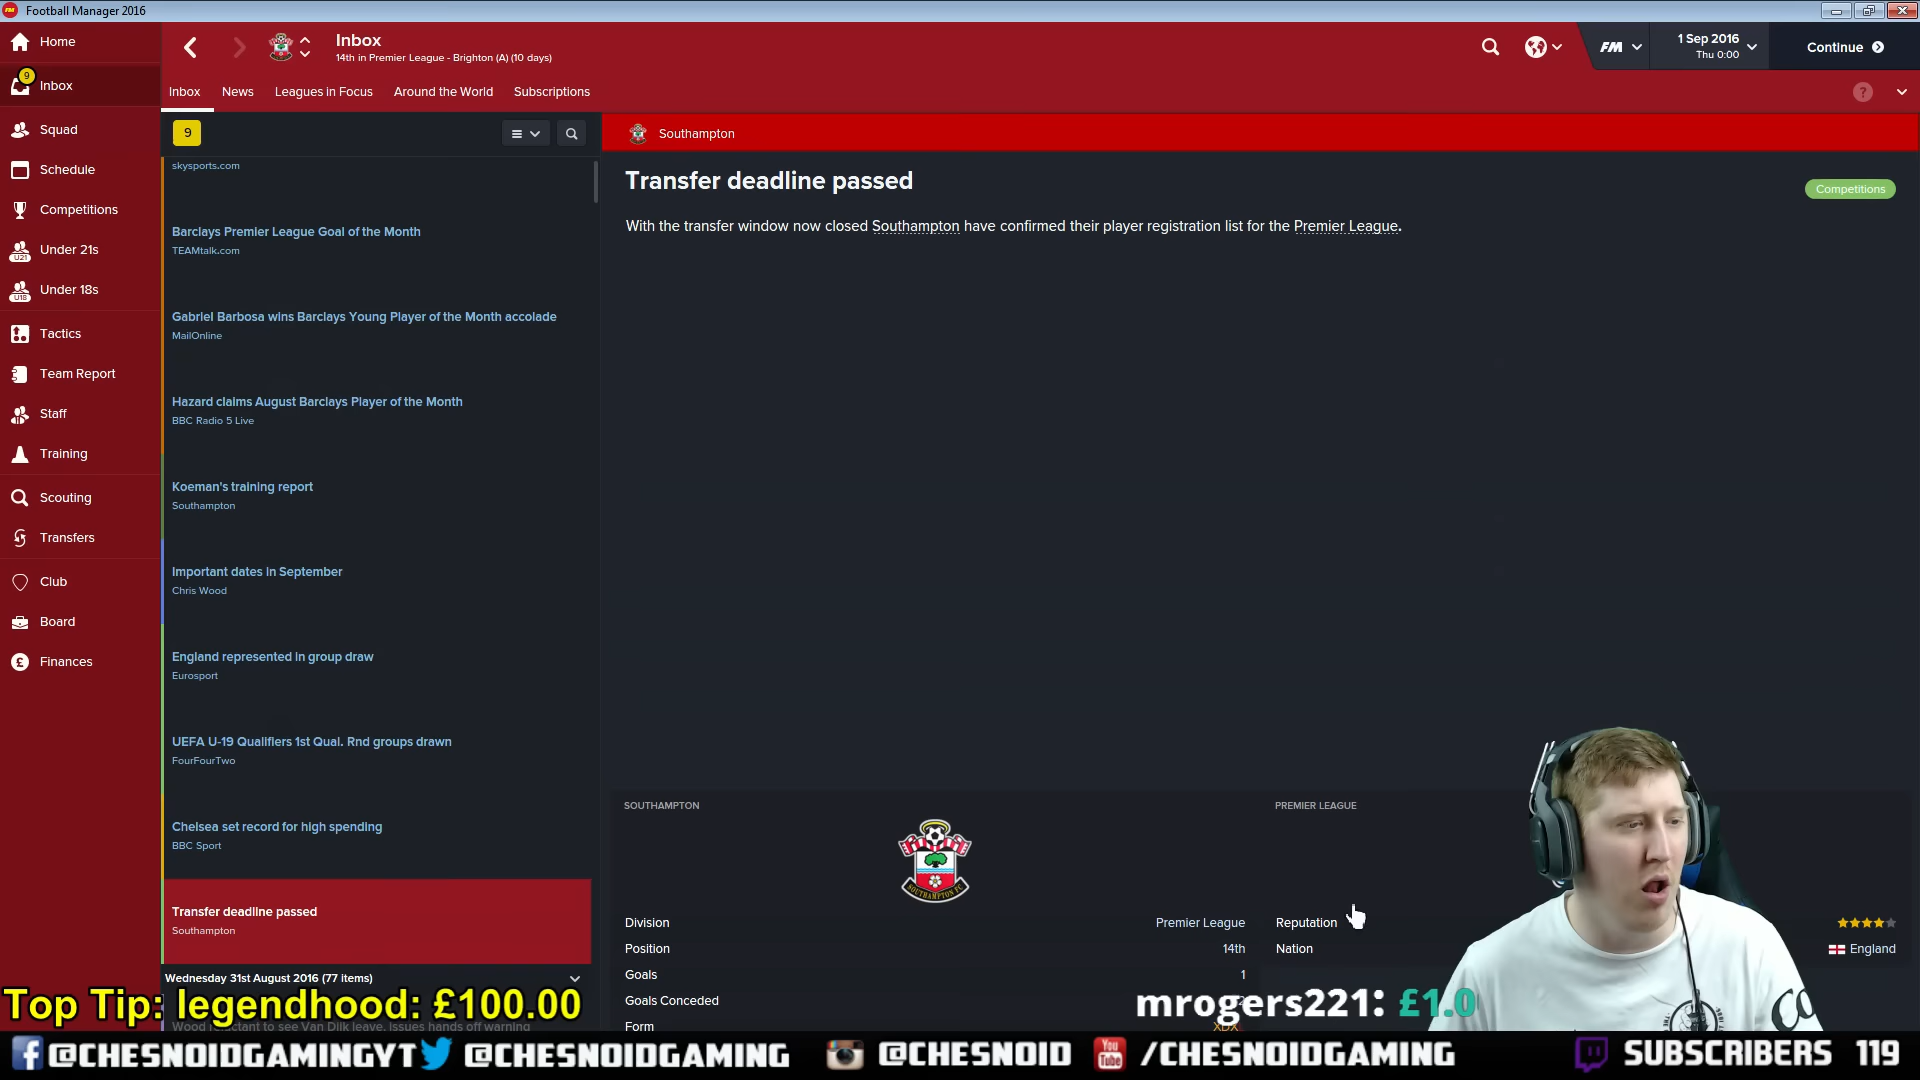 Football Manager 2016
Home
Inbox
14th in Premier League - Brighton (A) (10 days)
FM
1 Sep 2016
Thu 0:00
Continue
9
Inbox
Inbox News Leagues in Focus Around the World Subscriptions
Squad
Schedule
Competitions
Under 21s
Under 18s
Tactics
Team Report
Staff
Training
Scouting
Transfers
Club
Board
Finances
9
skysports.com
Barclays Premier League Goal of the Month
TEAMtalk.com
Gabriel Barbosa wins Barclays Young Player of the Month accolade
MailOnline
Hazard claims August Barclays Player of the Month
BBC Radio 5 Live
Koeman's training report
Southampton
Important dates in September
Chris Wood
England represented in group draw
Eurosport
UEFA U-19 Qualifiers 1st Qual. Rnd groups drawn
FourFourTwo
Chelsea set record for high spending
BBC Sport
Transfer deadline passed
Southampton
Wednesday 31st August 2016 (77 items)
Southampton
Transfer deadline passed
Competitions
With the transfer window now closed Southampton have confirmed their player registration list for the Premier League.
SOUTHAMPTON
SOUTHAMPTON FC
Division Premier League
Position 14th
Goals 1
Goals Conceded
Form
PREMIER LEAGUE
Reputation
Nation England
Top Tip: legendhood: £100.00
mrogers221: £1.0
@CHESNOIDGAMINGYT @CHESNOIDGAMING @CHESNOID You Tube /CHESNOIDGAMING SUBSCRIBERS 119